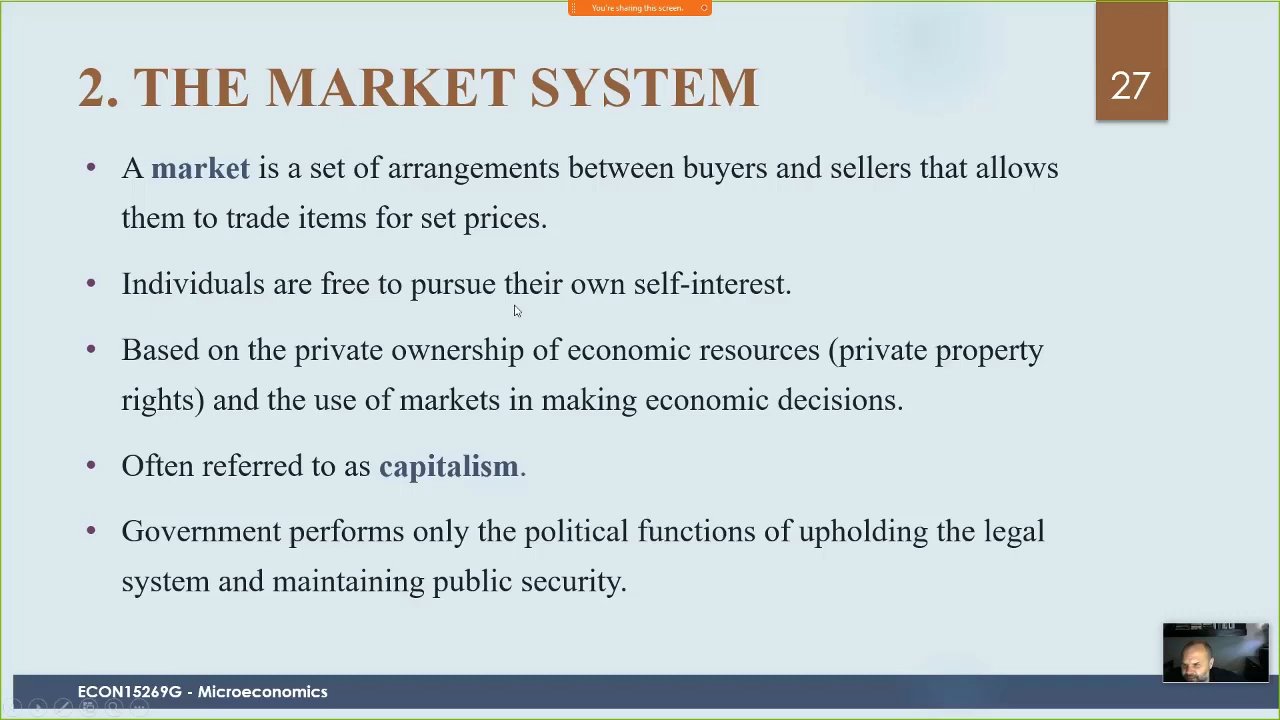 You're sharing this screen.
2. THE MARKET SYSTEM
27
• A market is a set of arrangements between buyers and sellers that allows
them to trade items for set prices.
• Individuals are free to pursue their own self-interest.
• Based on the private ownership of economic resources (private property
rights) and the use of markets in making economic decisions.
• Often referred to as capitalism.
• Government performs only the political functions of upholding the legal
system and maintaining public security.
ECON15269G - Microeconomics